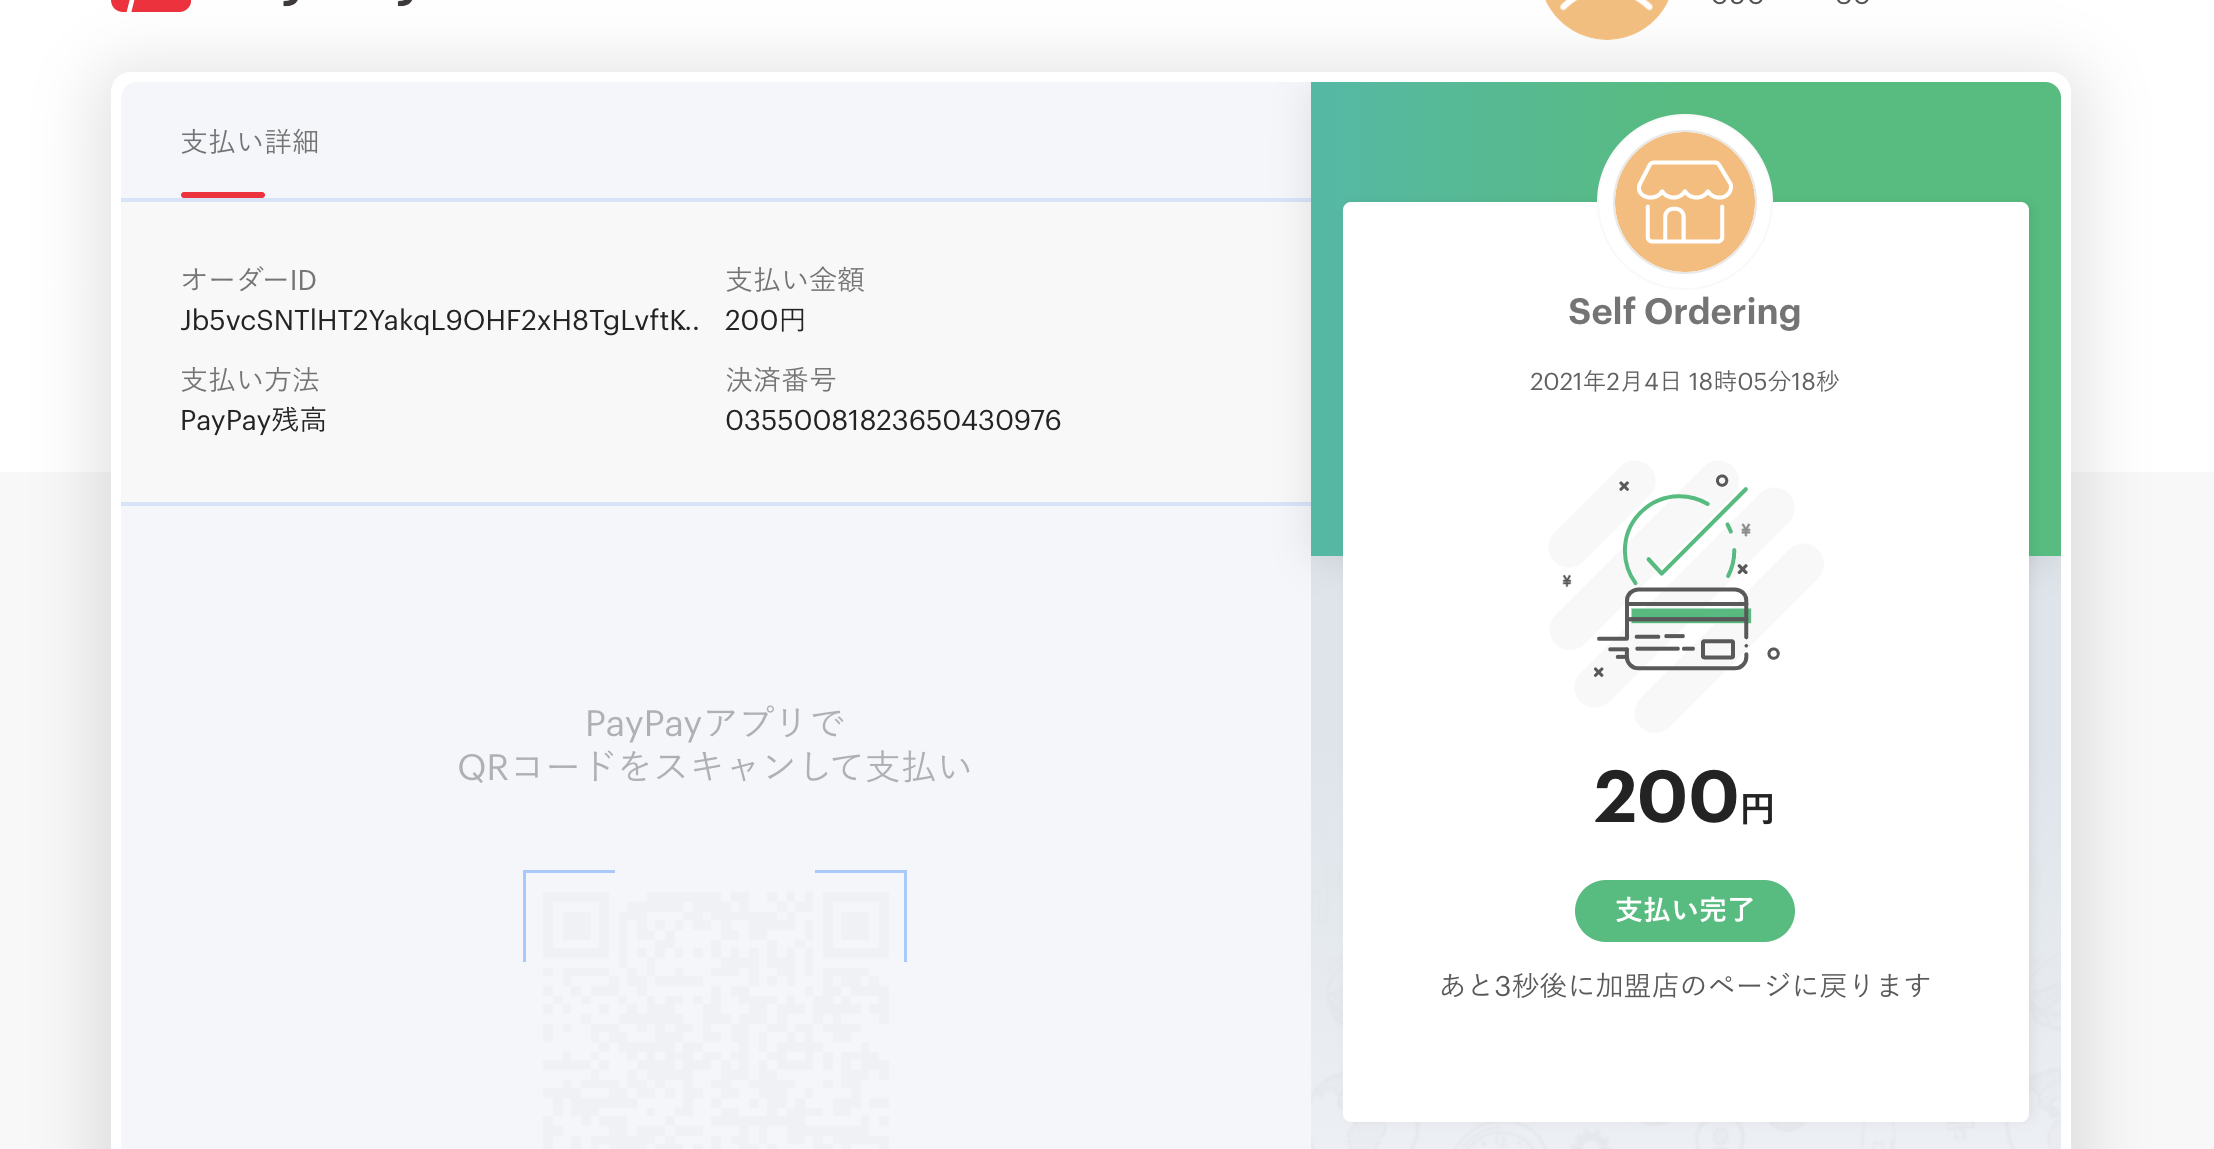 支払い詳細
オーダーID
Jb5vcSNTlHT2YakqL9OHF2xH8TgLvftK..
支払い金額
200円
支払い方法
PayPay残高
決済番号
03550081823650430976
PayPayアプリで
QRコードをスキャンして支払い
Self Ordering
2021年2月4日 18時05分18秒
200円
支払い完了
あと3秒後に加盟店のページに戻ります